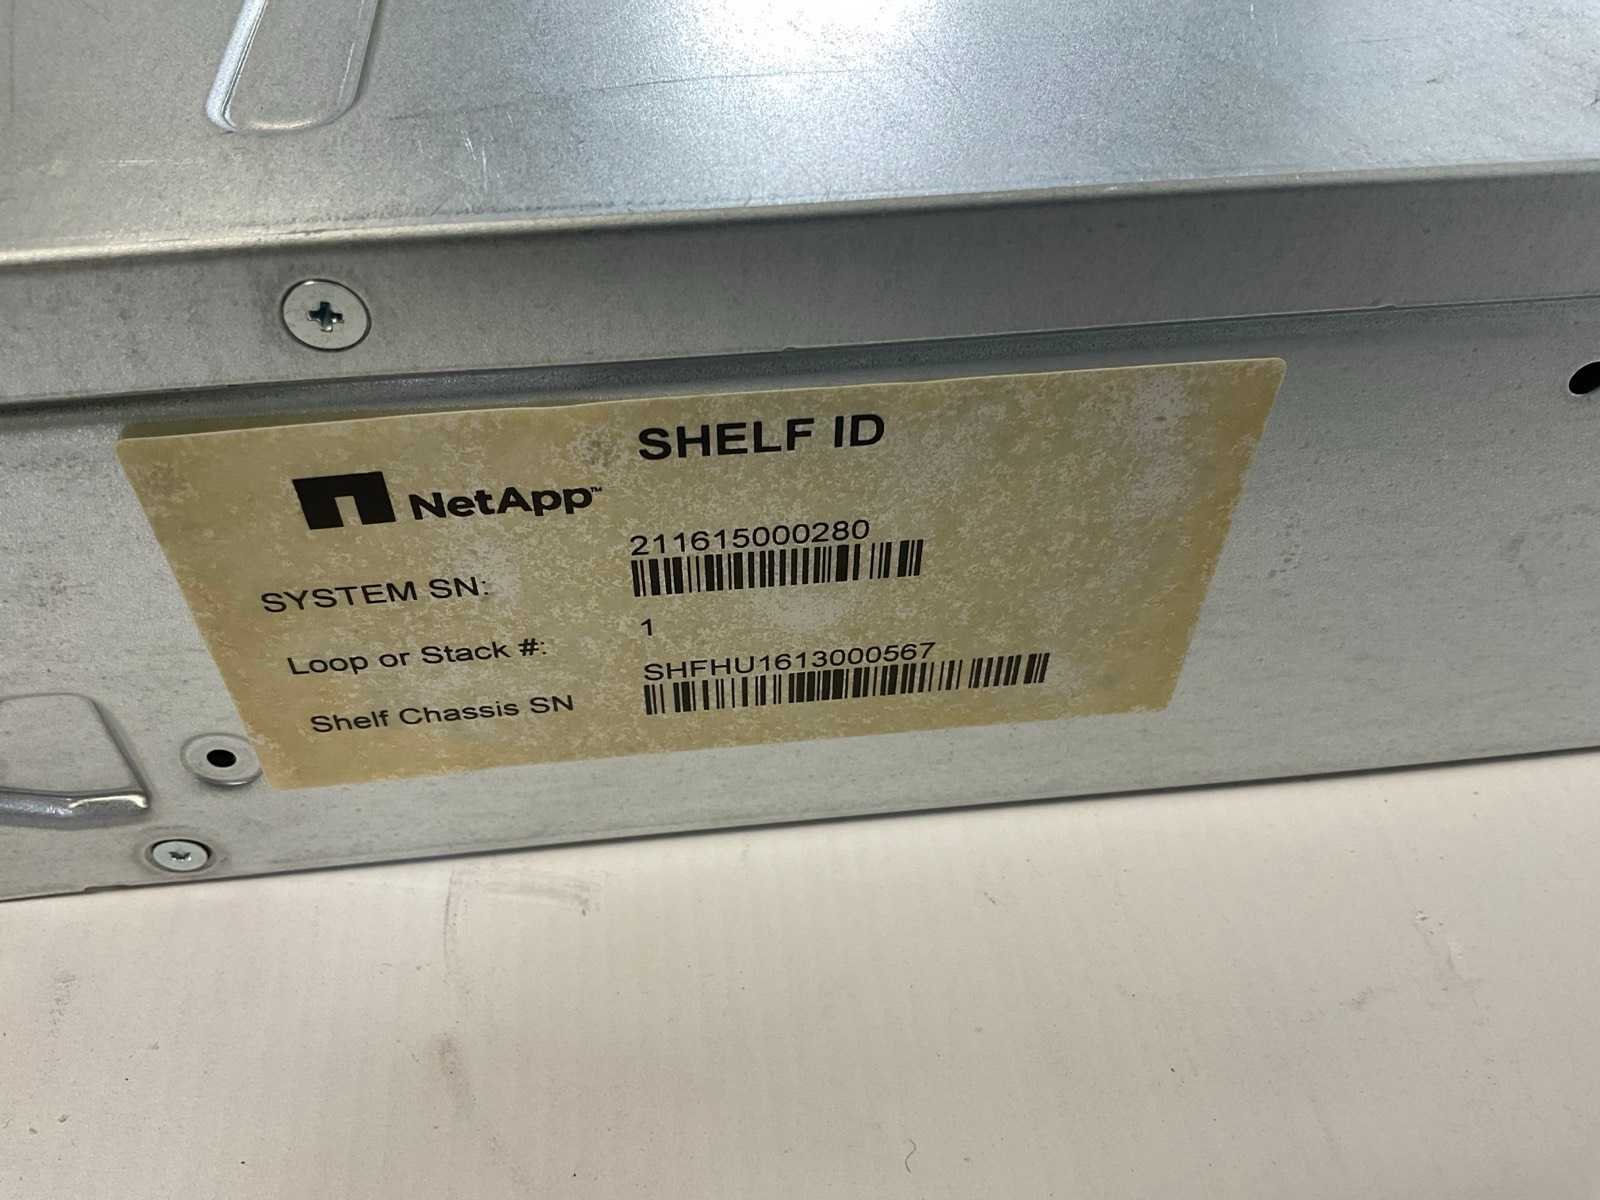 SHELF ID
NetApp™
211615000280
SYSTEM SN:
1
Loop or Stack #:
SHFHU1613000567
Shelf Chassis SN